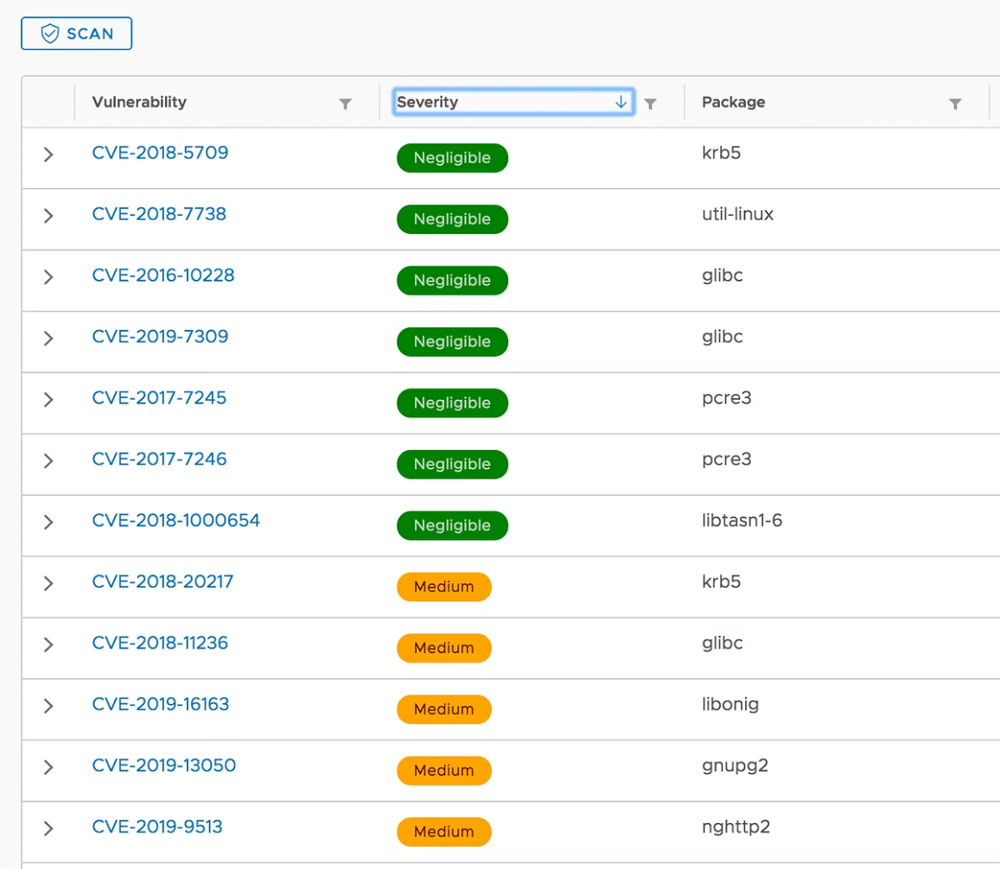 SCAN
Vulnerability Severity Package
CVE-2018-5709 Negligible krb5
CVE-2018-7738 Negligible util-linux
CVE-2016-10228 Negligible glibc
CVE-2019-7309 Negligible glibc
CVE-2017-7245 Negligible pcre3
CVE-2017-7246 Negligible pcre3
CVE-2018-1000654 Negligible libtasn1-6
CVE-2018-20217 Medium krb5
CVE-2018-11236 Medium glibc
CVE-2019-16163 Medium libonig
CVE-2019-13050 Medium gnupg2
CVE-2019-9513 Medium nghttp2